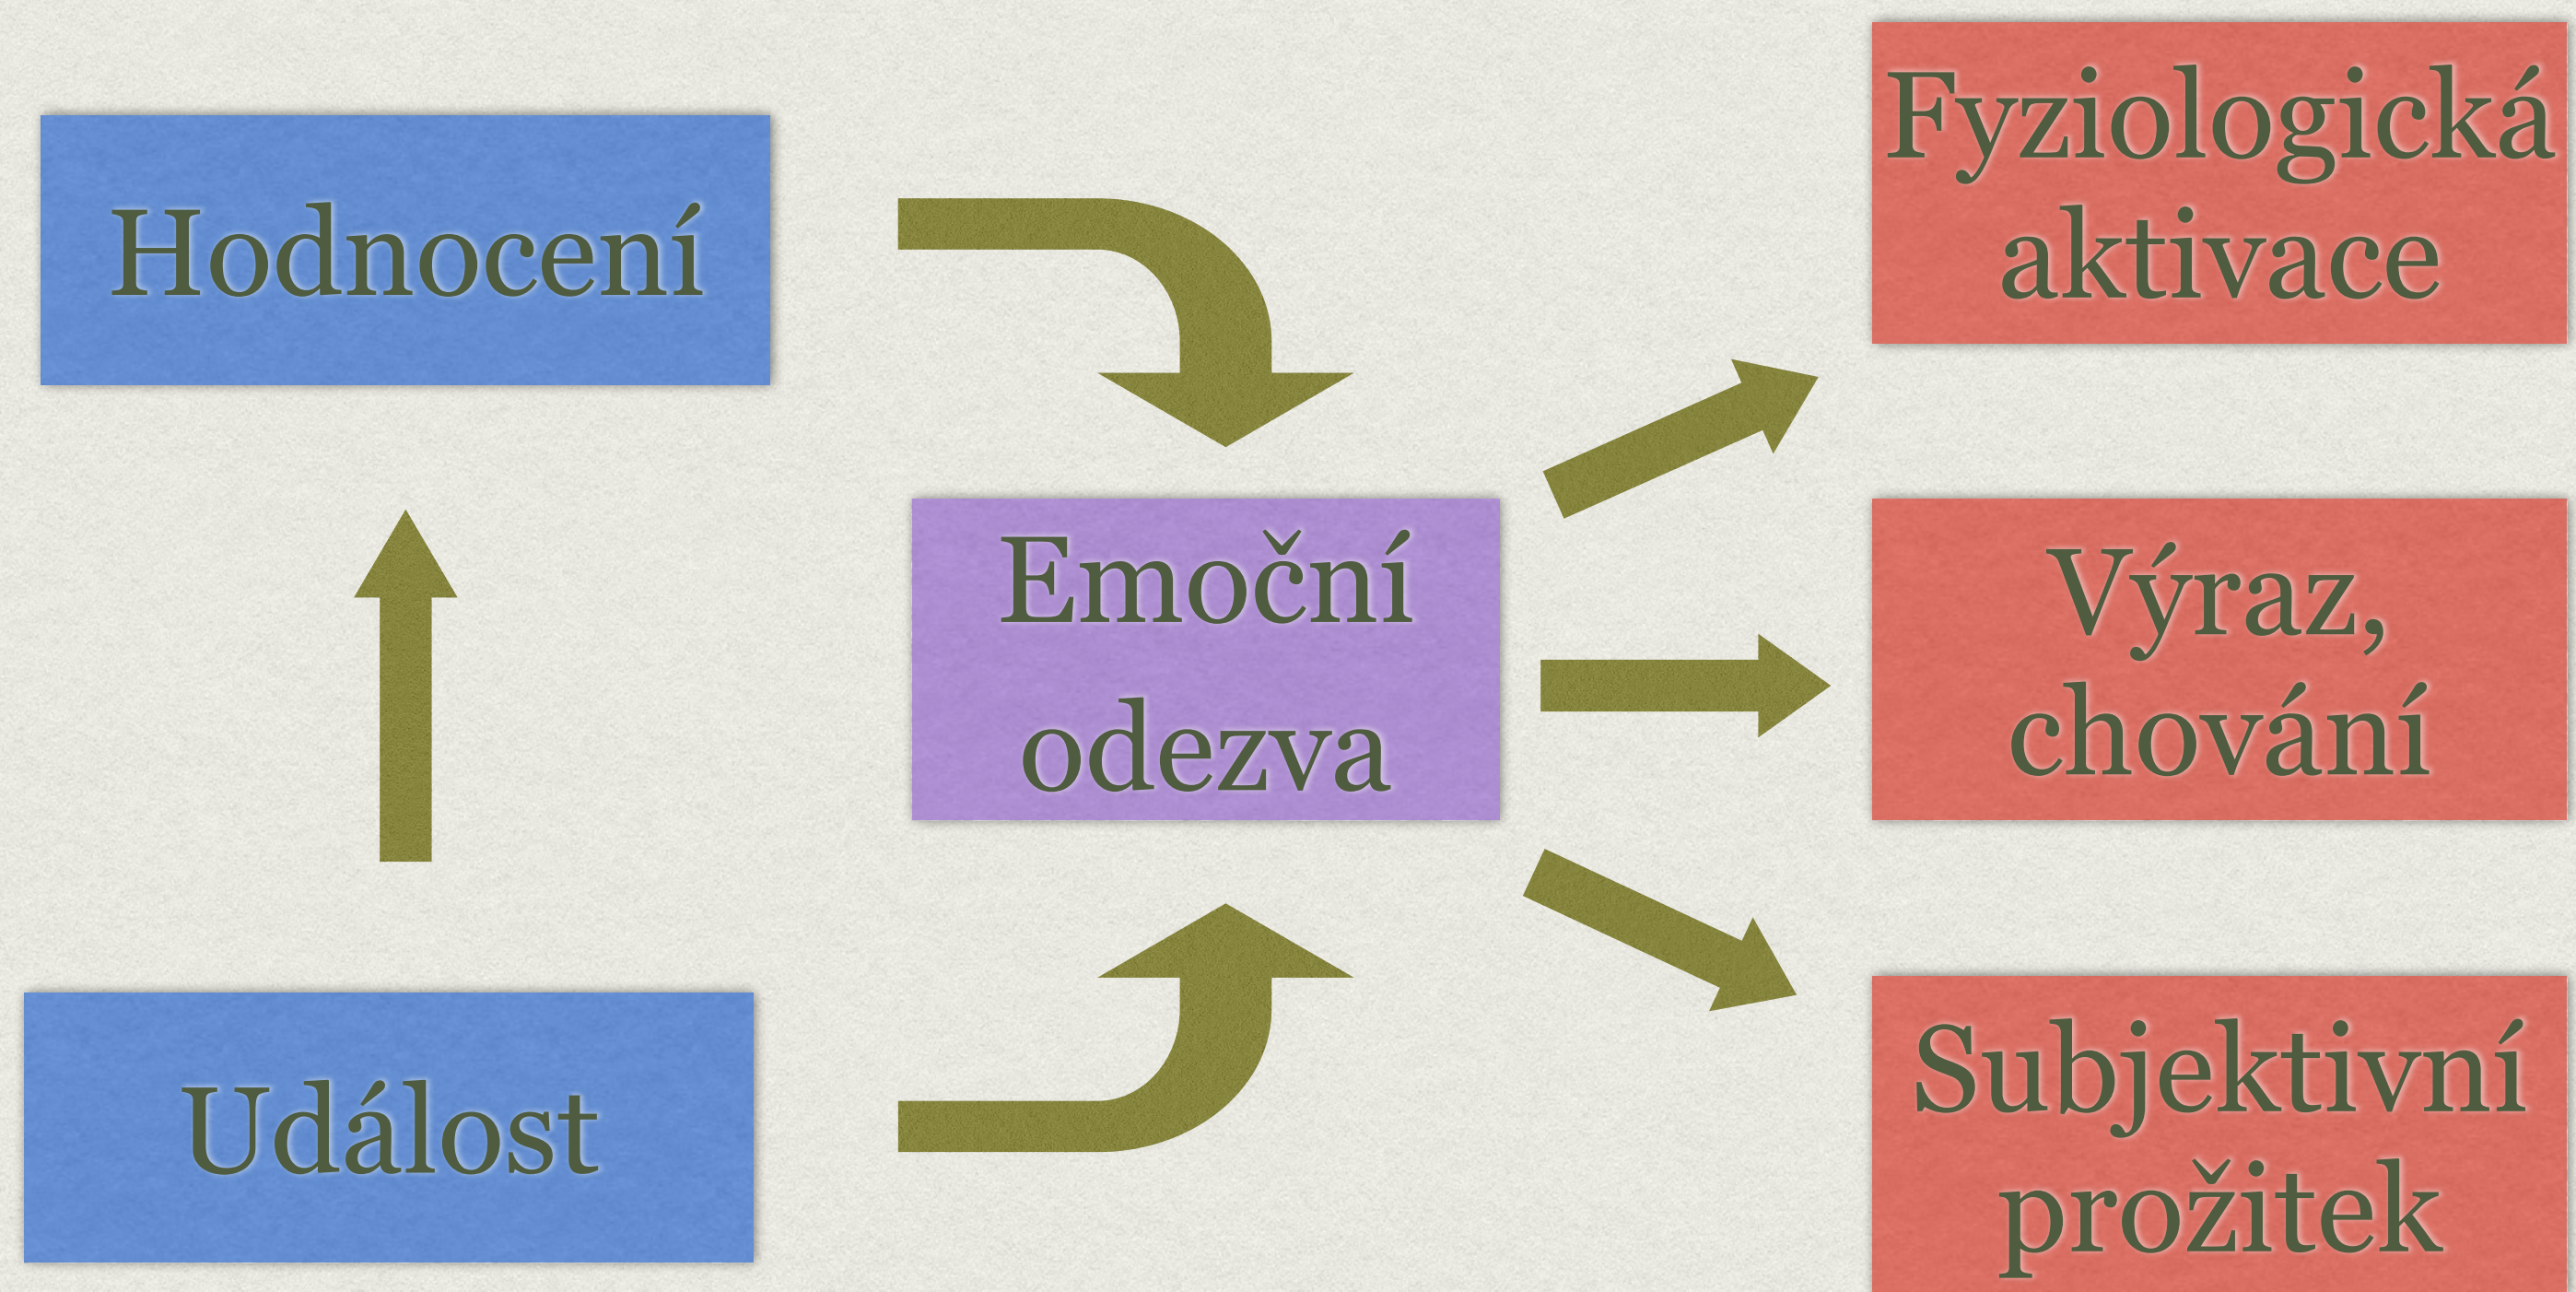 Hodnocení
Událost
Emoční
odezva
Fyziologická
aktivace
Výraz,
chování
Subjektivní
prožitek